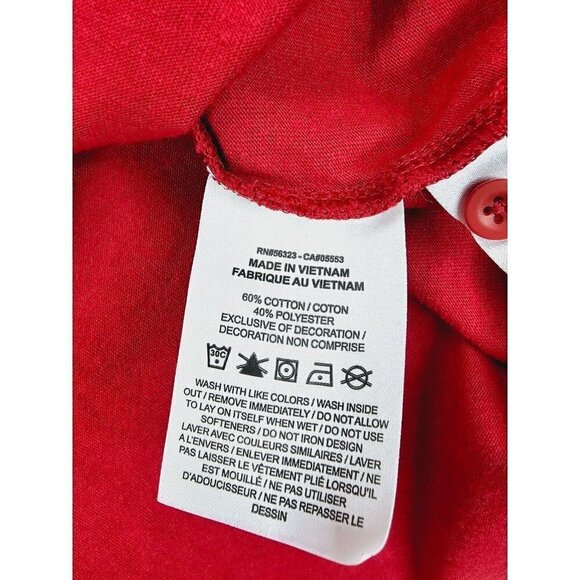 RN#56323 - CA#05553
MADE IN VIETNAM
FABRIQUE AU VIETNAM
60% COTTON / COTON
40% POLYESTER
EXCLUSIVE OF DECORATION /
DECORATION NON COMPRISE
30C
WASH WITH LIKE COLORS / WASH INSIDE
OUT / REMOVE IMMEDIATELY / DO NOT ALLOW
TO LAY ON ITSELF WHEN WET / DO NOT USE
SOFTENERS / DO NOT IRON DESIGN
LAVER AVEC COULEURS SIMILAIRES / LAVER
A L'ENVERS / ENLEVER IMMEDIATEMENT / NE
PAS LAISSER LE VÊTEMENT PLIÉ LORSQU'IL
EST MOUILLÉ / NE PAS UTILISER
D'ADOUCISSEUR / NE PAS REPASSER LE
DESSIN